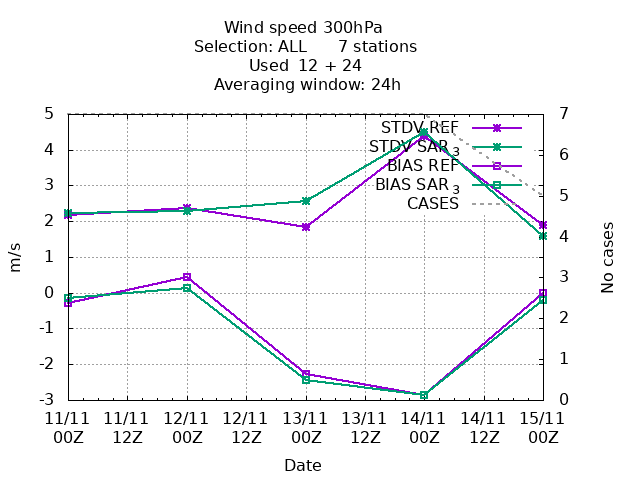 Wind speed 300hPa
Selection: ALL 7 stations
Used 12 + 24
Averaging window: 24h
5 7
4 6
3 5
2 4
1 3
0 2
-1 1
-2 0
-3
m/s
No cases
STDV REF
STDV SAR 3
BIAS REF
BIAS SAR 3
CASES
11/11 11/11 12/11 12/11 13/11 13/11 14/11 14/11 15/11
00Z 12Z 00Z 12Z 00Z 12Z 00Z 12Z 00Z
Date